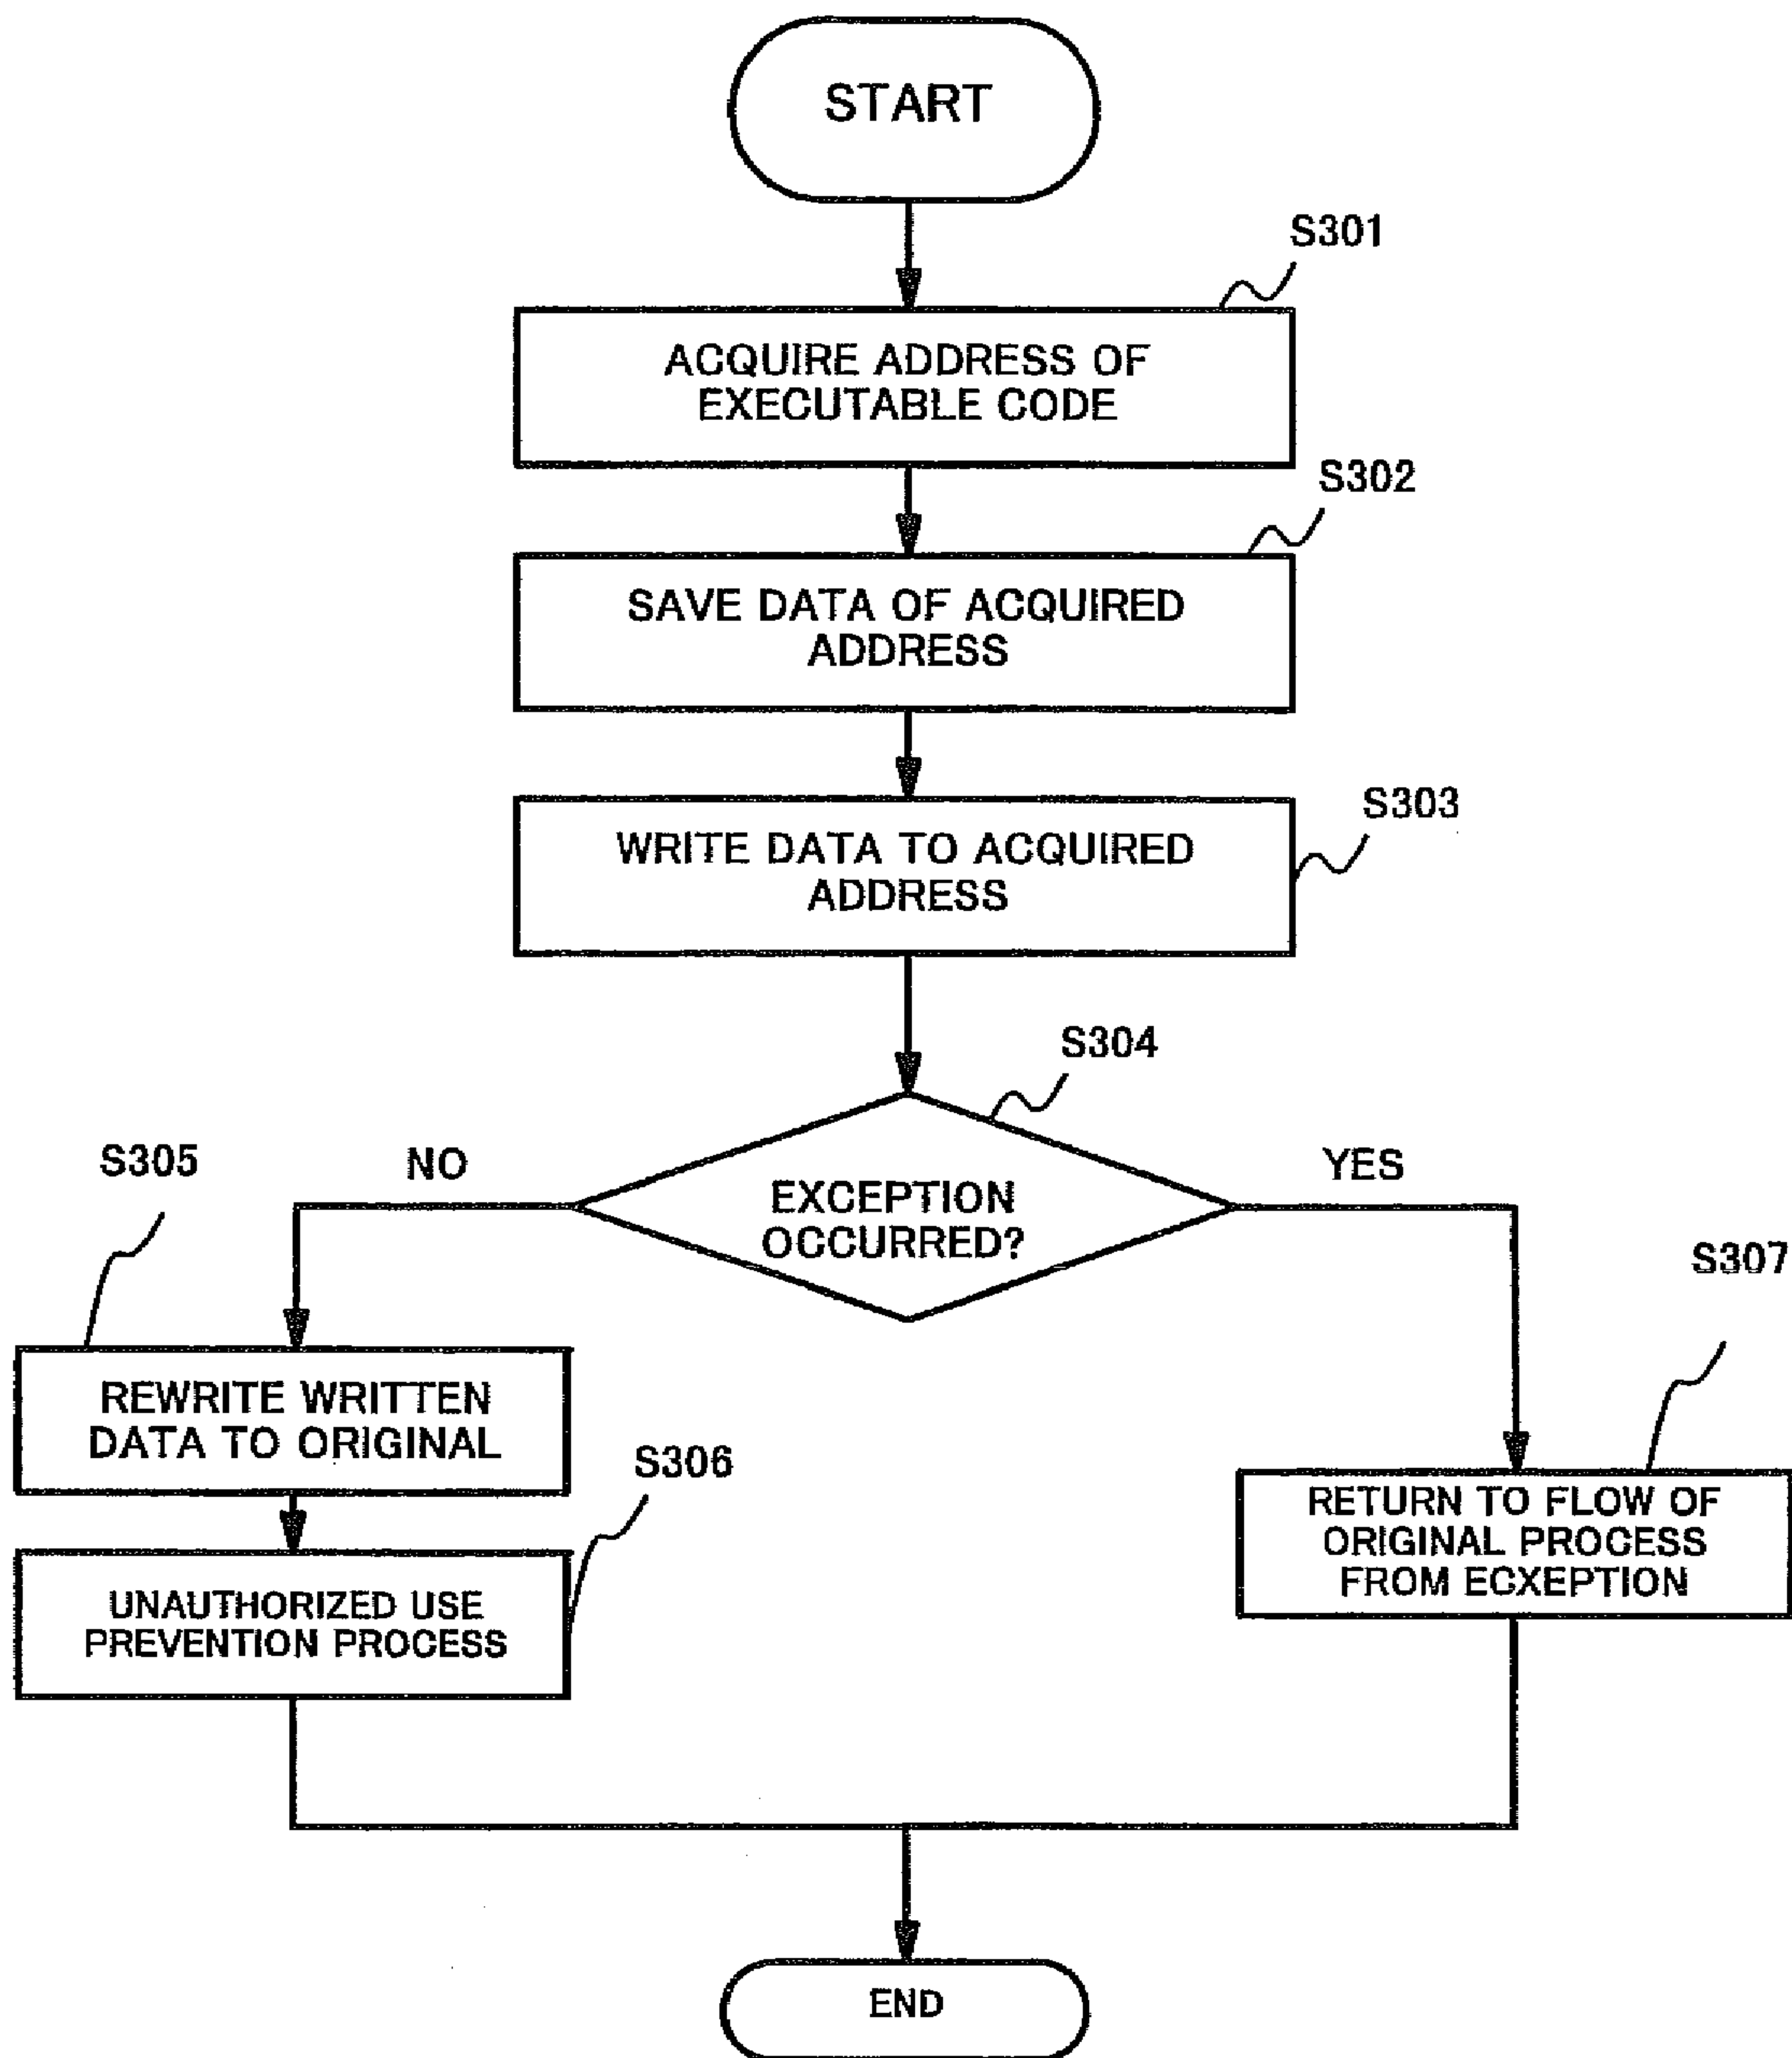 START
S301
ACQUIRE ADDRESS OF
EXECUTABLE CODE
S302
SAVE DATA OF ACQUIRED
ADDRESS
S303
WRITE DATA TO ACQUIRED
ADDRESS
S304
EXCEPTION
OCCURRED?
NO
YES
S305
REWRITE WRITTEN
DATA TO ORIGINAL
S306
UNAUTHORIZED USE
PREVENTION PROCESS
S307
RETURN TO FLOW OF
ORIGINAL PROCESS
FROM ECXEPTION
END